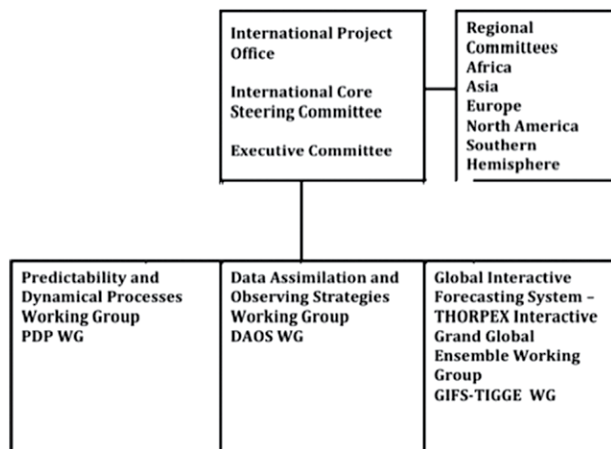 International Project
Office
International Core
Steering Committee
Executive Committee
Regional
Committees
Africa
Asia
Europe
North America
Southern
Hemisphere
Predictability and
Dynamical Processes
Working Group
PDP WG
Data Assimilation and
Observing Strategies
Working Group
DAOS WG
Global Interactive
Forecasting System –
THORPEX Interactive
Grand Global
Ensemble Working
Group
GIFS-TIGGE WG